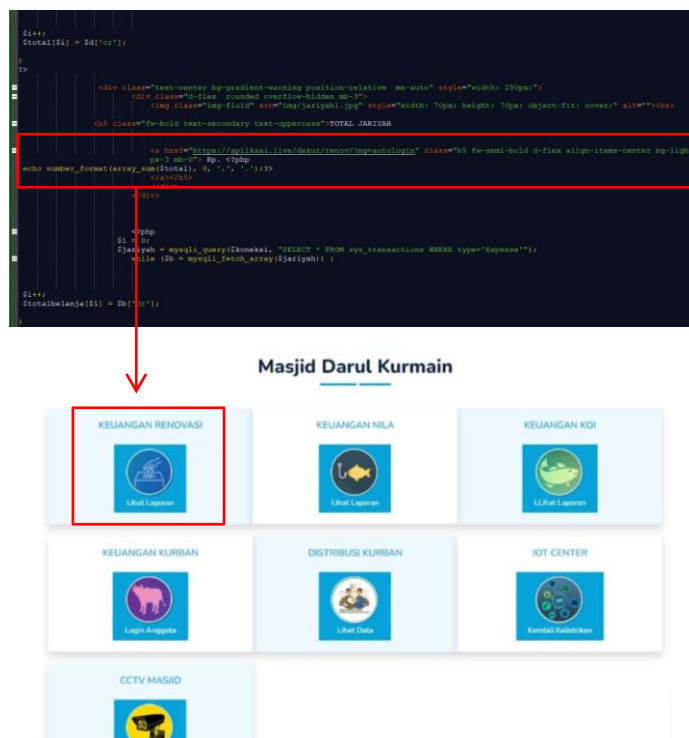 $i++;
$total[$i] = $d['cr'];
}
?>
<div class="text-center bg-gradient-warning position-relative mx-auto" style="width: 250px;">
<div class="d-flex rounded overflow-hidden mb-3">
<img class="img-fluid" src="img/jariyah1.jpg" style="width: 70px; height: 70px; object-fit: cover;" alt=""><br>
<h5 class="fw-bold text-secondary text-uppercase">TOTAL JARIYAH
<a href="https://aplikasi.live/dakur/renov/?ng=autologin" class="h5 fw-semi-bold d-flex align-items-center bg-ligh
px-3 mb-0"> Rp. <?php
echo number_format(array_sum($total), 0, ',', '.');?>
</a></h5>
</div>
</div>
<?php
$i = 0;
$jariyah = mysqli_query($koneksi, "SELECT * FROM sys_transactions WHERE type='Expense'");
while ($b = mysqli_fetch_array($jariyah)) {
$i++;
$totalbelanja[$i] = $b['dr'];
}
Masjid Darul Kurmain
KEUANGAN RENOVASI KEUANGAN NILA KEUANGAN KOI
Lihat Laporan Lihat Laporan LLihat Laporan
KEUANGAN KURBAN DISTRIBUSI KURBAN IOT CENTER
Login Anggota Lihat Data Kendali Kelistrikan
CCTV MASJID